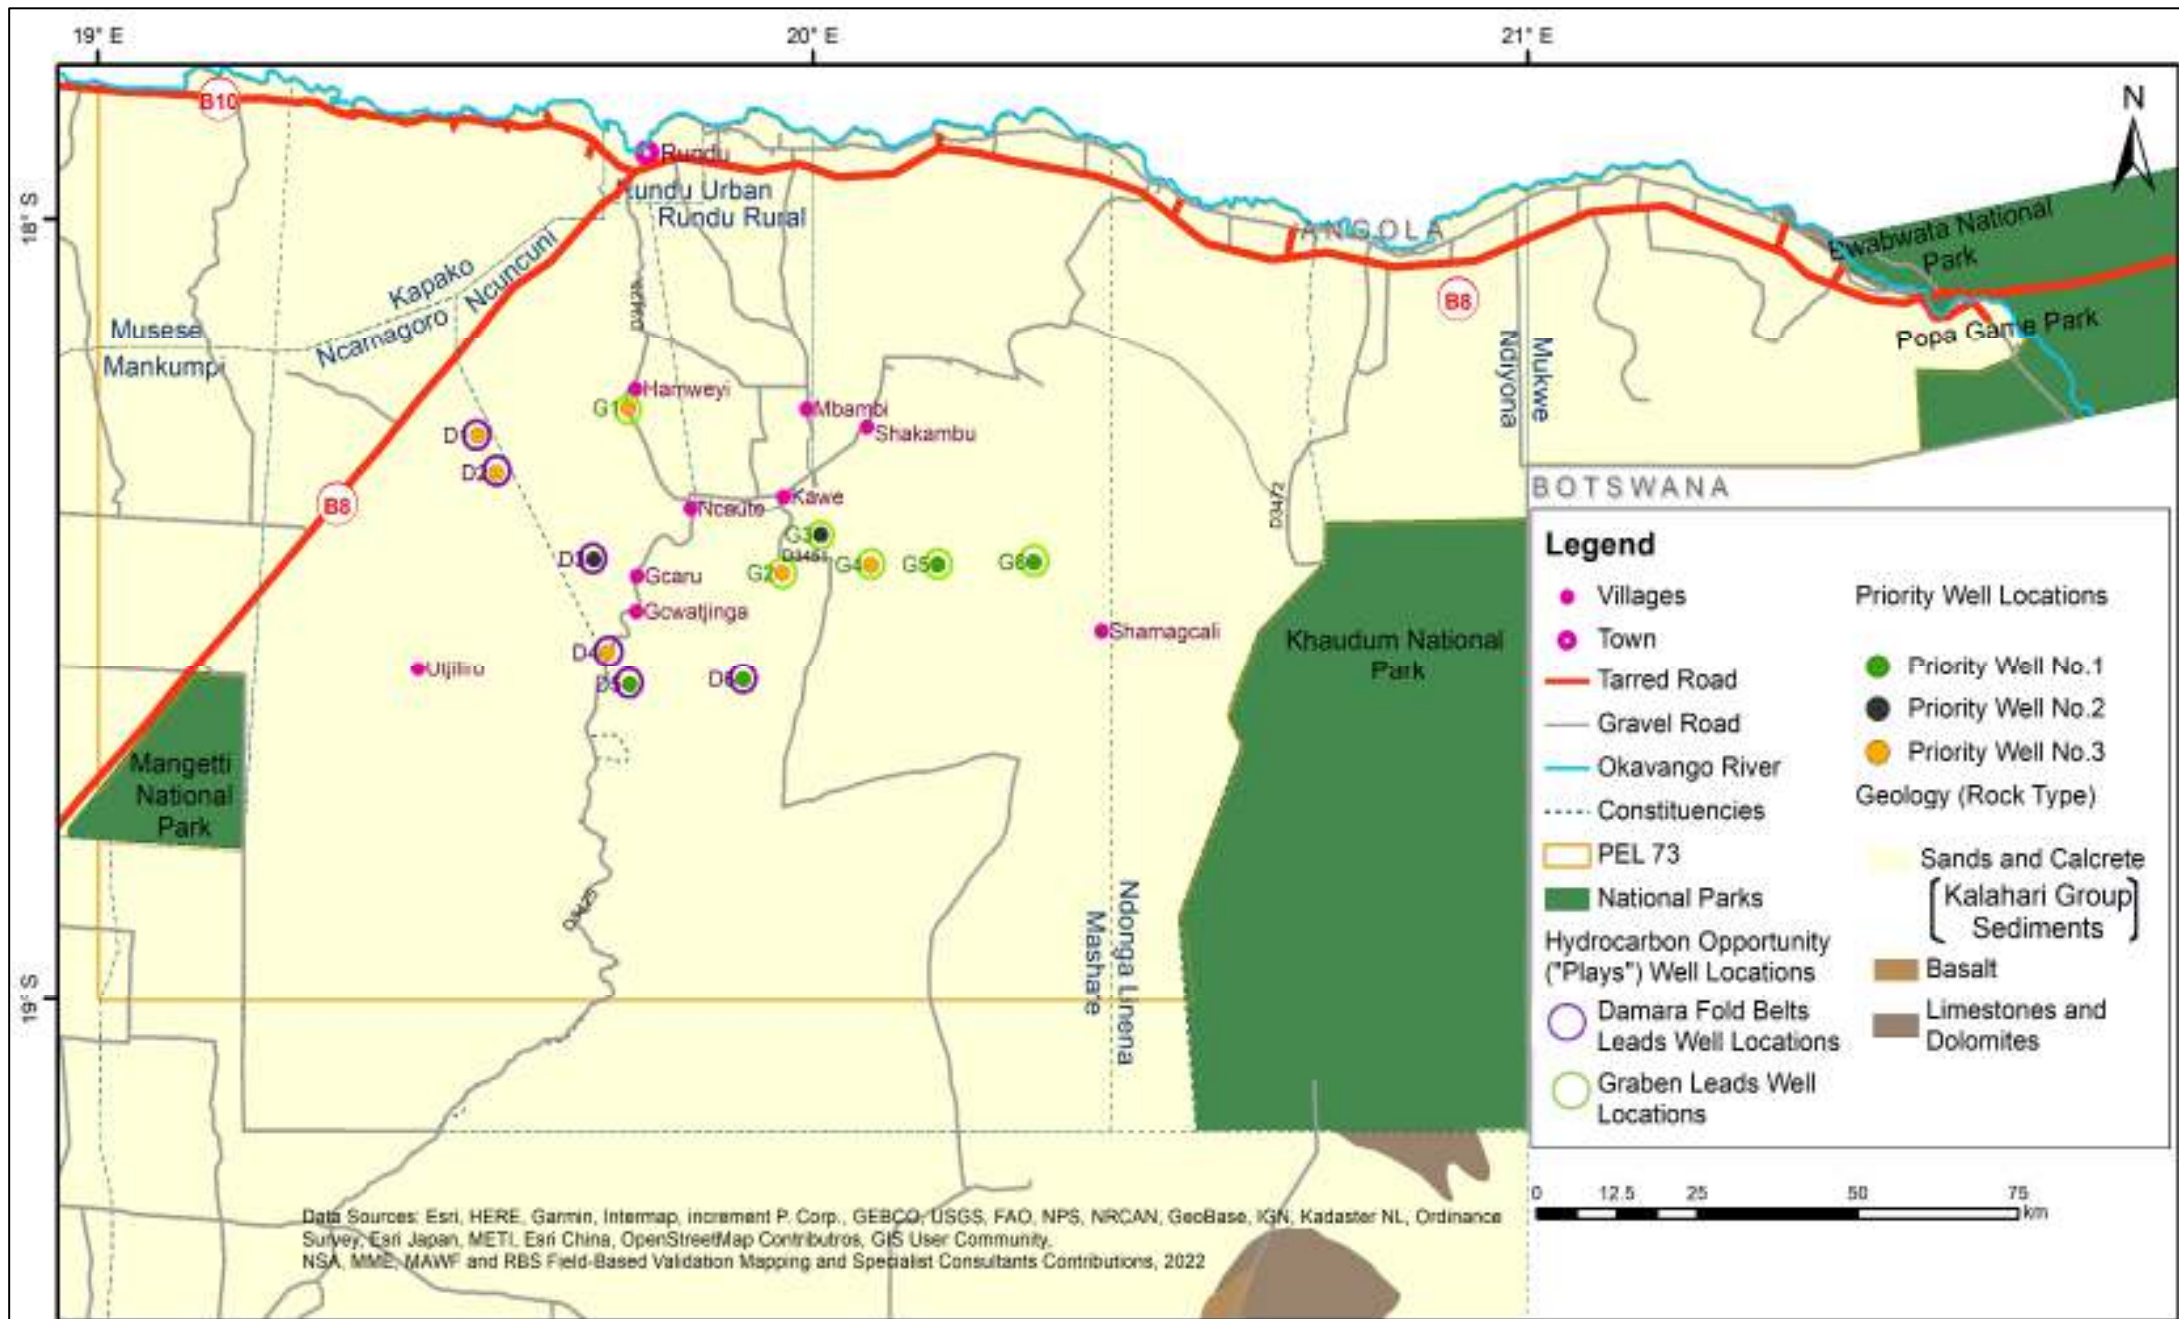 19° E
20° E
21° E
N
18° S
19° S
B10
Rundu
Rundu Urban
Rundu Rural
ANGOLA
Bwabwata National
Park
Popa Game Park
Kapako
Ncuncuni
Musese
Mankumpi
Ncamagoro
B8
B8
Ndiyona
Mukwe
Hamweyi
G1
Mbambi
Shakambu
D1
D2
Kawe
Ncaute
D3
G3
D3451
G2
G4
G5
G6
D3472
BOTSWANA
Gcaru
Gcwatjinga
Shamagcali
Khaudum National
Park
D4
D5
D6
Utjiliru
Mangetti
National
Park
D3425
Ndonga Linena
Mashare
Legend
Villages
Town
Tarred Road
Gravel Road
Okavango River
Constituencies
PEL 73
National Parks
Hydrocarbon Opportunity
("Plays") Well Locations
Damara Fold Belts
Leads Well Locations
Graben Leads Well
Locations
Priority Well Locations
Priority Well No.1
Priority Well No.2
Priority Well No.3
Geology (Rock Type)
Sands and Calcrete
Kalahari Group
Sediments
Basalt
Limestones and
Dolomites
0 12.5 25 50 75
km
Data Sources: Esri, HERE, Garmin, Intermap, increment P. Corp., GEBCO, USGS, FAO, NPS, NRCAN, GeoBase, IGN, Kadaster NL, Ordinance
Survey, Esri Japan, METI, Esri China, OpenStreetMap Contributros, GIS User Community,
NSA, MME, MAWF and RBS Field-Based Validation Mapping and Specialist Consultants Contributions, 2022